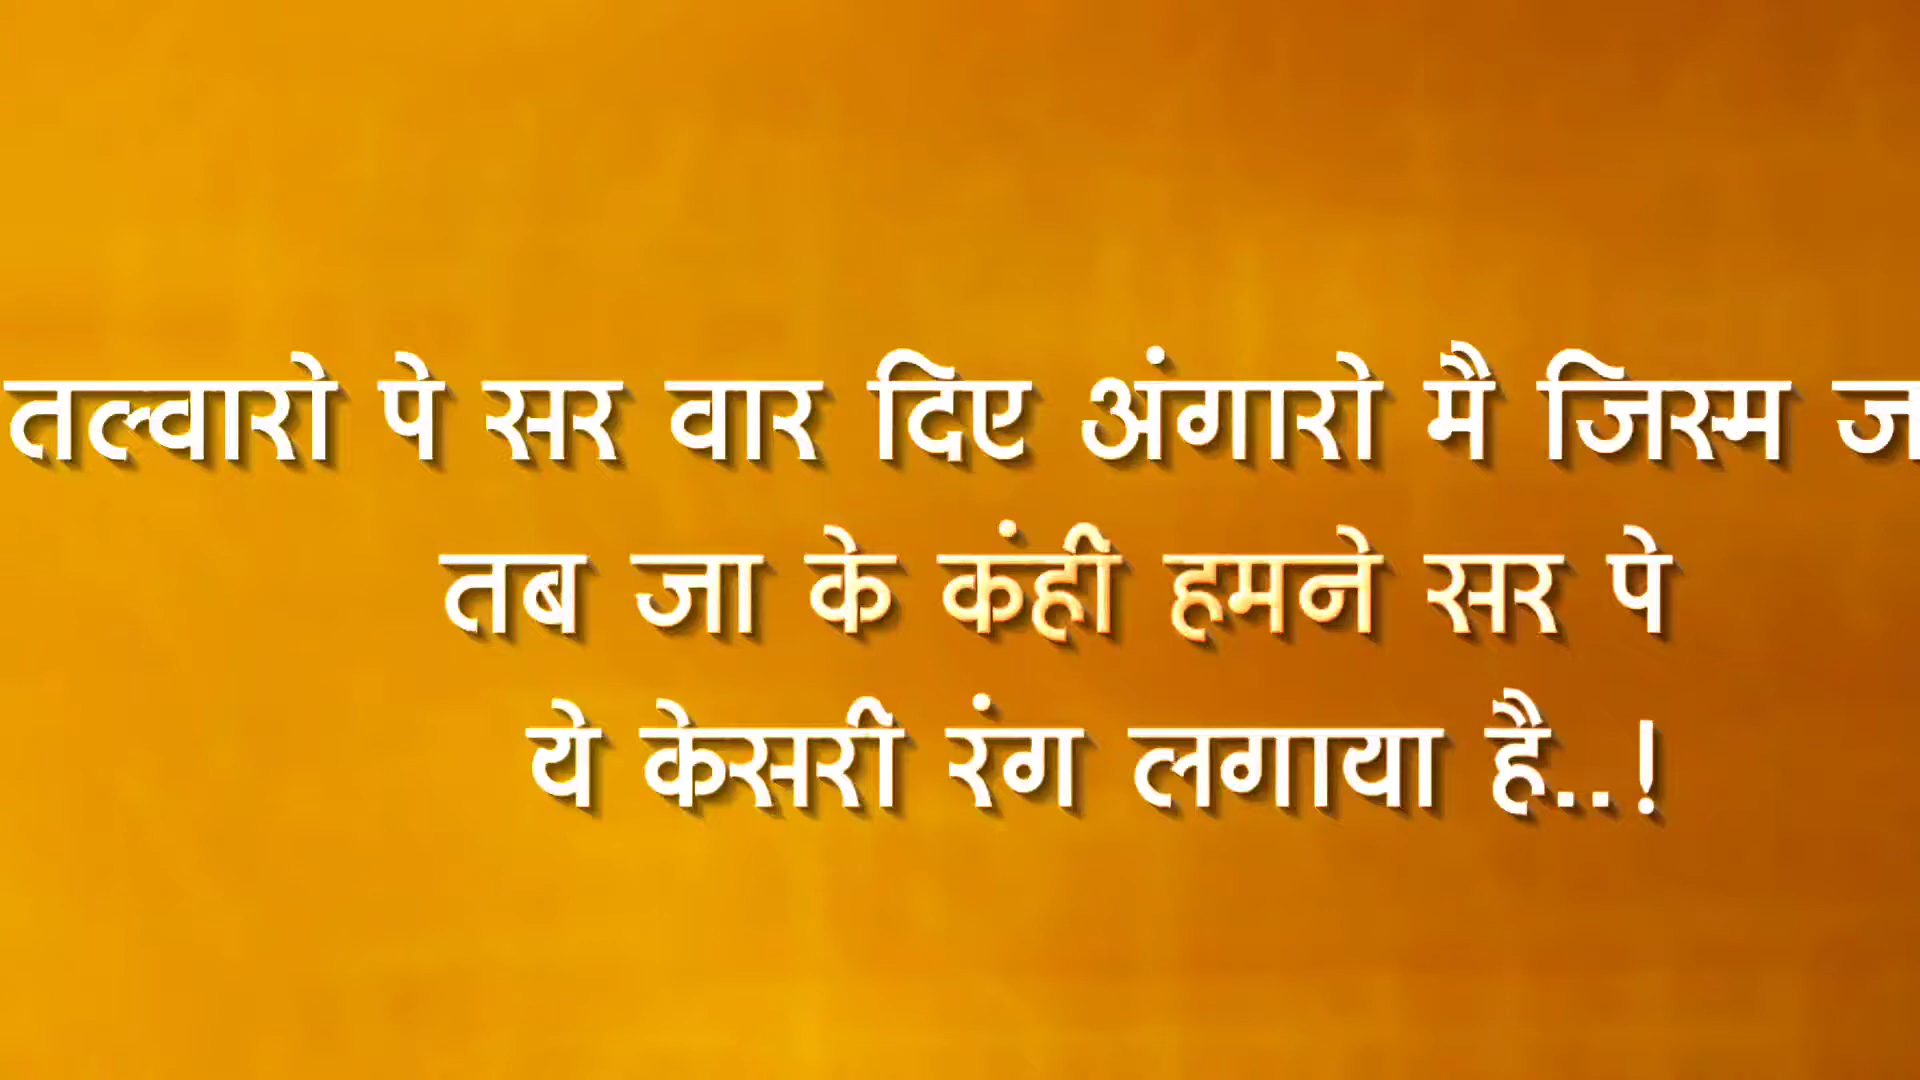 तल्वारो पे सर वार दिए अंगारो मै जिस्म
तब जा के कंही हमने सर पे
ये केसरी रंग लगाया है..!